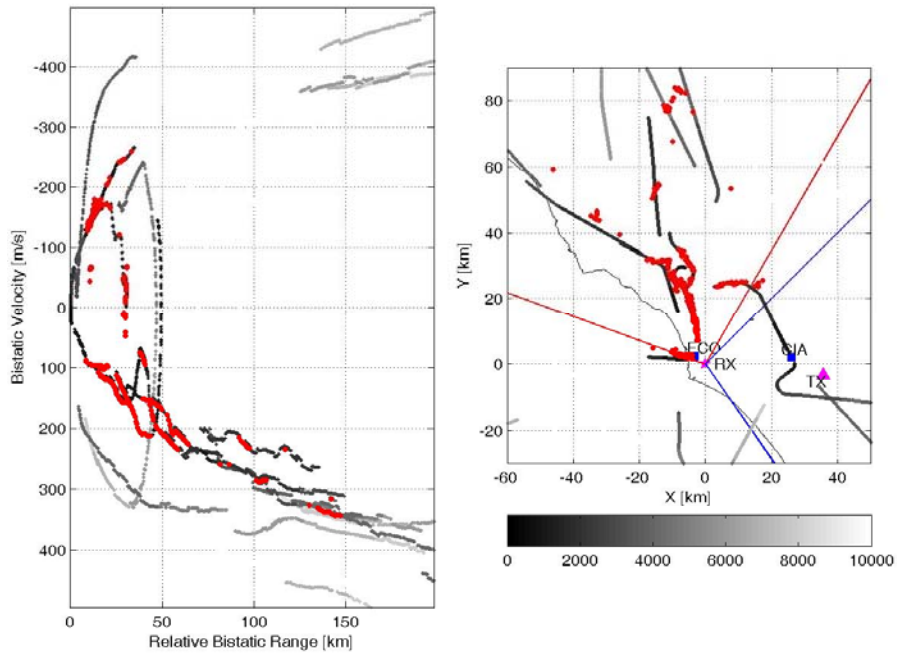 -400
-300
-200
-100
0
100
200
300
400
Bistatic Velocity [m/s]
0 50 100 150
Relative Bistatic Range [km]
80
60
40
20
0
-20
Y [km]
FCO
RX
CIA
TX
-60 -40 -20 0 20 40
X [km]
0 2000 4000 6000 8000 10000